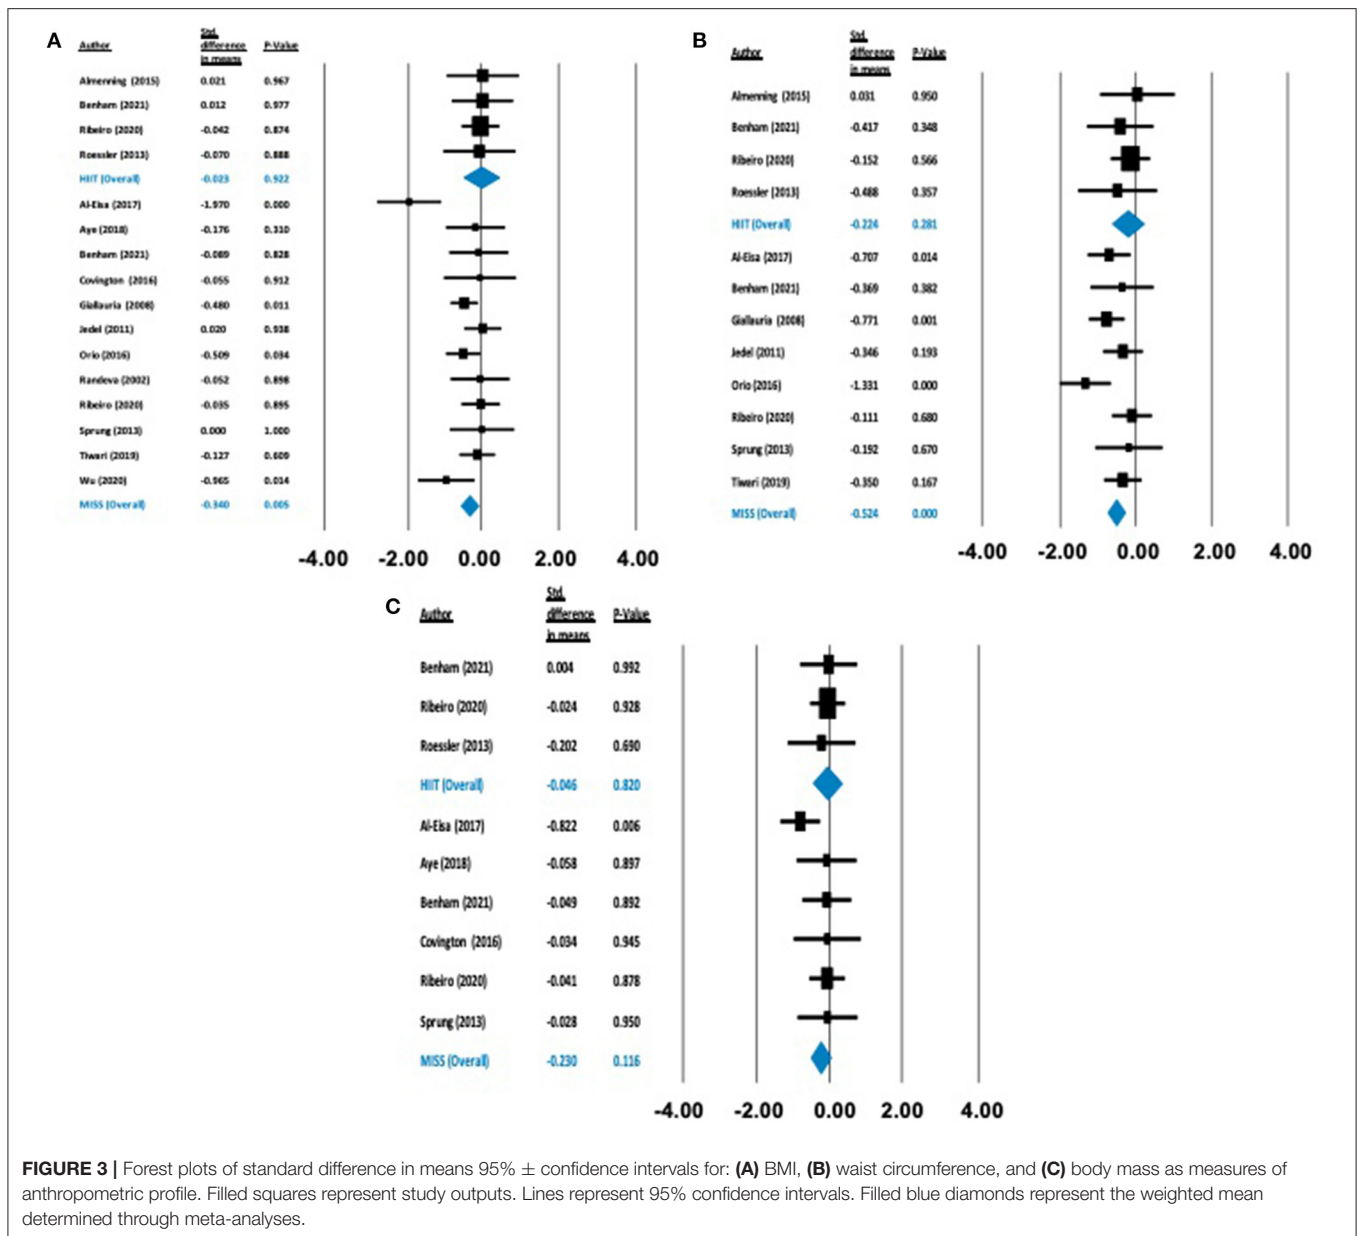 A
Author Std. difference in means P-Value
Almenning (2015) 0.021 0.967
Benham (2021) 0.012 0.977
Ribeiro (2020) -0.042 0.874
Roessler (2013) -0.070 0.888
HIIT (Overall) -0.023 0.922
Al-Eisa (2017) -1.970 0.000
Aye (2018) -0.176 0.310
Benham (2021) -0.089 0.828
Covington (2016) -0.055 0.912
Giallauria (2008) -0.480 0.011
Jedel (2011) 0.020 0.938
Orio (2016) -0.509 0.034
Randeva (2002) -0.052 0.898
Ribeiro (2020) -0.035 0.895
Sprung (2013) 0.000 1.000
Tiwari (2019) -0.127 0.609
Wu (2020) -0.965 0.014
MISS (Overall) -0.340 0.005
-4.00 -2.00 0.00 2.00 4.00
B
Author Std. difference in means P-Value
Almenning (2015) 0.031 0.950
Benham (2021) -0.417 0.348
Ribeiro (2020) -0.152 0.566
Roessler (2013) -0.488 0.357
HIIT (Overall) -0.224 0.281
Al-Eisa (2017) -0.707 0.014
Benham (2021) -0.369 0.382
Giallauria (2008) -0.771 0.001
Jedel (2011) -0.346 0.193
Orio (2016) -1.331 0.000
Ribeiro (2020) -0.111 0.680
Sprung (2013) -0.192 0.670
Tiwari (2019) -0.350 0.167
MISS (Overall) -0.524 0.000
-4.00 -2.00 0.00 2.00 4.00
C
Author Std. difference in means P-Value
Benham (2021) 0.004 0.992
Ribeiro (2020) -0.024 0.928
Roessler (2013) -0.202 0.690
HIIT (Overall) -0.046 0.820
Al-Eisa (2017) -0.822 0.006
Aye (2018) -0.058 0.897
Benham (2021) -0.049 0.892
Covington (2016) -0.034 0.945
Ribeiro (2020) -0.041 0.878
Sprung (2013) -0.028 0.950
MISS (Overall) -0.230 0.116
-4.00 -2.00 0.00 2.00 4.00
FIGURE 3 | Forest plots of standard difference in means 95% ± confidence intervals for: (A) BMI, (B) waist circumference, and (C) body mass as measures of
anthropometric profile. Filled squares represent study outputs. Lines represent 95% confidence intervals. Filled blue diamonds represent the weighted mean
determined through meta-analyses.